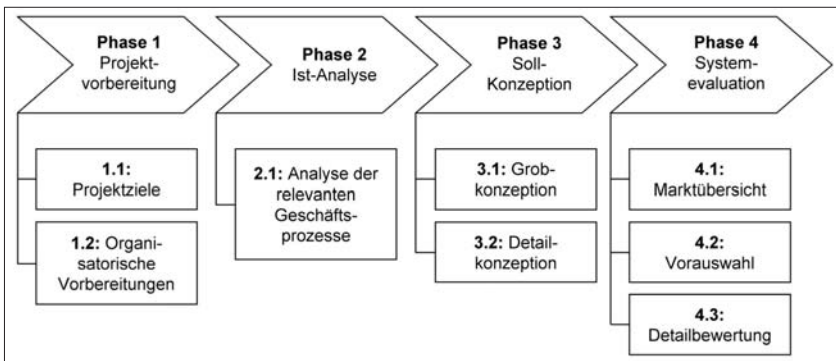 Phase 1
Projekt-
vorbereitung
Phase 2
Ist-Analyse
Phase 3
Soll-
Konzeption
Phase 4
System-
evaluation
1.1:
Projektziele
1.2: Organi-
satorische
Vorbereitungen
2.1: Analyse der
relevanten
Geschäfts-
prozesse
3.1: Grob-
konzeption
3.2: Detail-
konzeption
4.1:
Marktübersicht
4.2:
Vorauswahl
4.3:
Detailbewertung